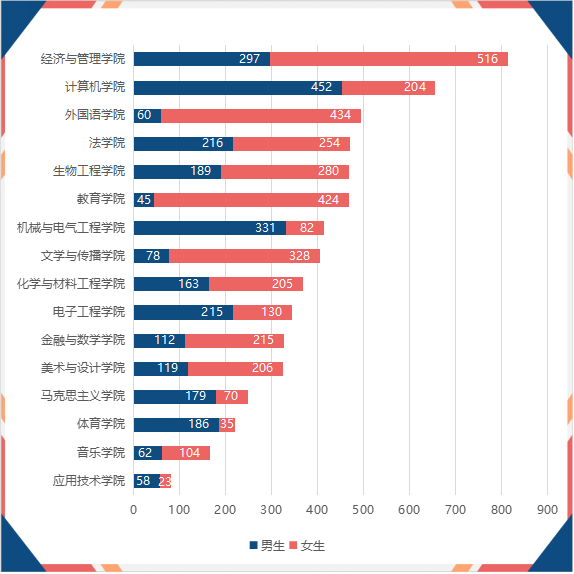 经济与管理学院 297 516
计算机学院 452 204
外国语学院 60 434
法学院 216 254
生物工程学院 189 280
教育学院 45 424
机械与电气工程学院 331 82
文学与传播学院 78 328
化学与材料工程学院 163 205
电子工程学院 215 130
金融与数学学院 112 215
美术与设计学院 119 206
马克思主义学院 179 70
体育学院 186 35
音乐学院 62 104
应用技术学院 58 23
0 100 200 300 400 500 600 700 800 900
男生 女生